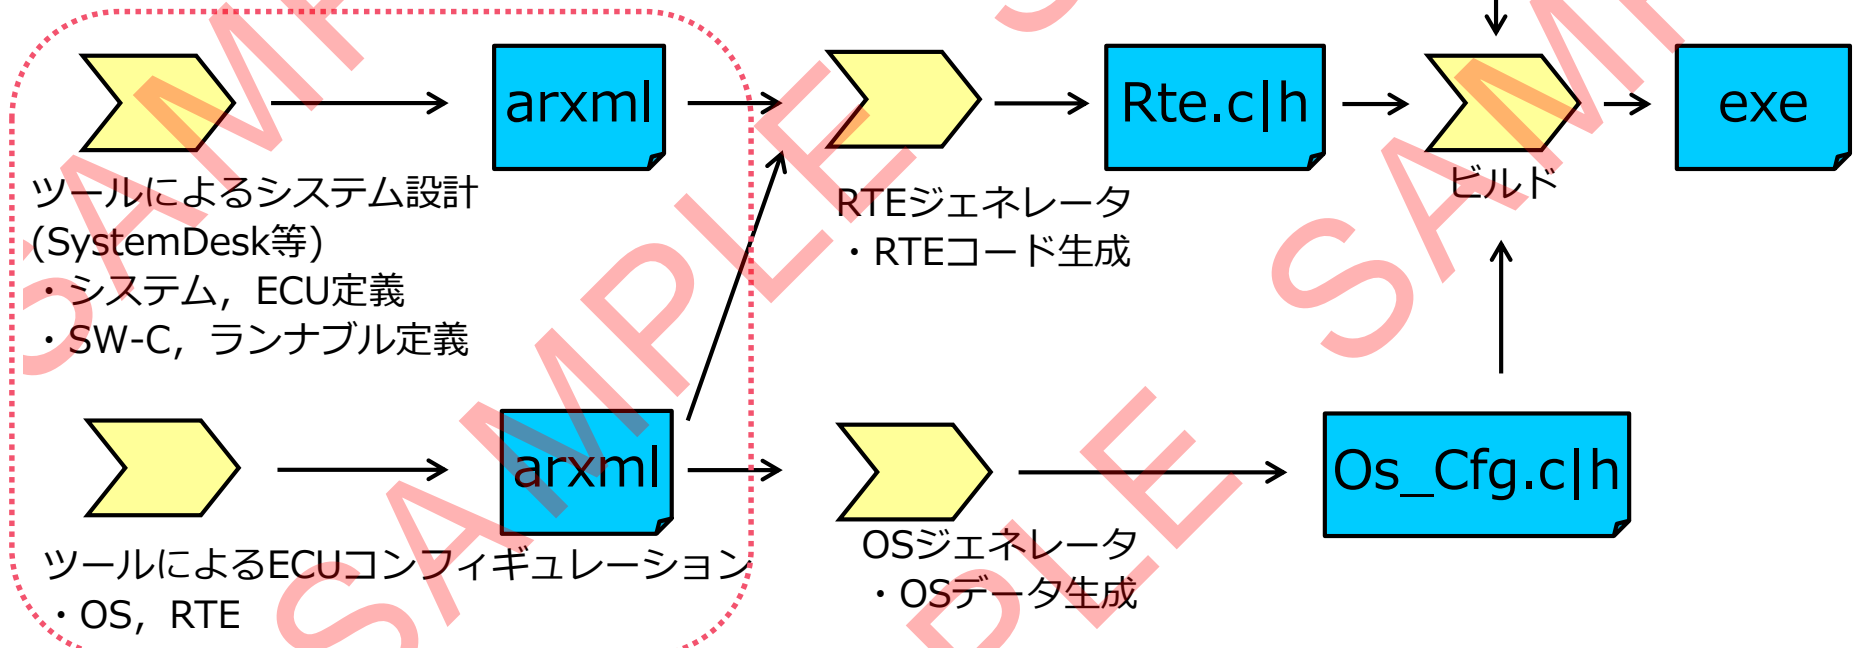 arxml
Rte.c|h
exe
ツールによるシステム設計
(SystemDesk等)
・システム，ECU定義
・SW-C，ランナブル定義
RTEジェネレータ
・RTEコード生成
ビルド
arxml
Os_Cfg.c|h
ツールによるECUコンフィギュレーション
・OS，RTE
OSジェネレータ
・OSデータ生成
SAMPLE
SAMPLE